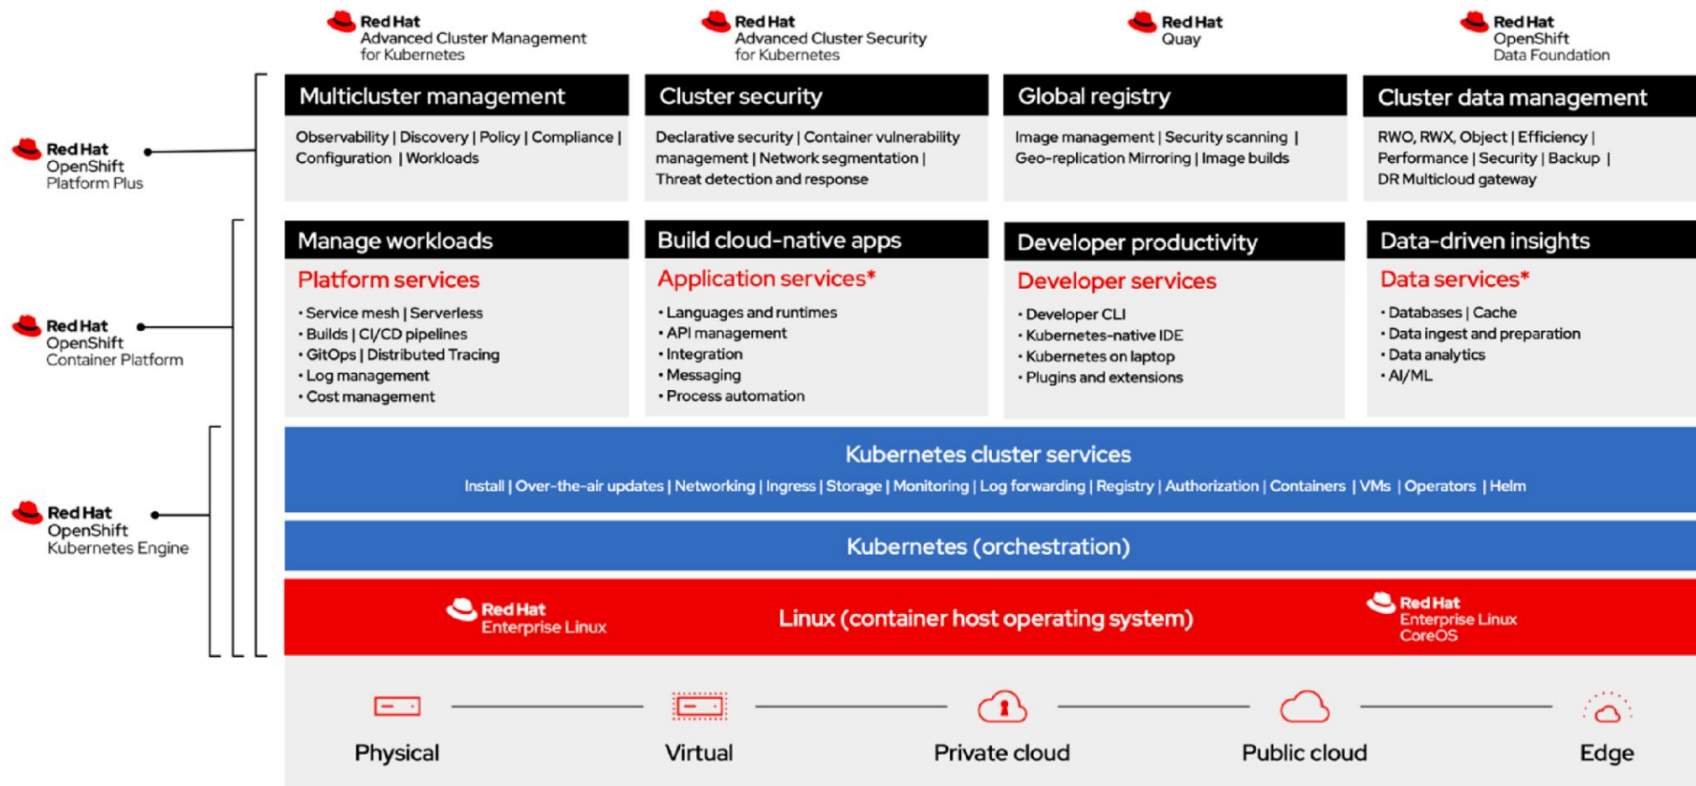 Red Hat
Advanced Cluster Management
for Kubernetes
Red Hat
Advanced Cluster Security
for Kubernetes
Red Hat
Quay
Red Hat
OpenShift
Data Foundation
Red Hat
OpenShift
Platform Plus
Multicluster management
Observability | Discovery | Policy | Compliance |
Configuration | Workloads
Cluster security
Declarative security | Container vulnerability
management | Network segmentation |
Threat detection and response
Global registry
Image management | Security scanning |
Geo-replication Mirroring | Image builds
Cluster data management
RWO, RWX, Object | Efficiency |
Performance | Security | Backup |
DR Multicloud gateway
Red Hat
OpenShift
Container Platform
Manage workloads
Platform services
• Service mesh | Serverless
• Builds | CI/CD pipelines
• GitOps | Distributed Tracing
• Log management
• Cost management
Build cloud-native apps
Application services*
• Languages and runtimes
• API management
• Integration
• Messaging
• Process automation
Developer productivity
Developer services
• Developer CLI
• Kubernetes-native IDE
• Kubernetes on laptop
• Plugins and extensions
Data-driven insights
Data services*
• Databases | Cache
• Data ingest and preparation
• Data analytics
• AI/ML
Red Hat
OpenShift
Kubernetes Engine
Kubernetes cluster services
Install | Over-the-air updates | Networking | Ingress | Storage | Monitoring | Log forwarding | Registry | Authorization | Containers | VMs | Operators | Helm
Kubernetes (orchestration)
Red Hat
Enterprise Linux
Linux (container host operating system)
Red Hat
Enterprise Linux
CoreOS
Physical
Virtual
Private cloud
Public cloud
Edge